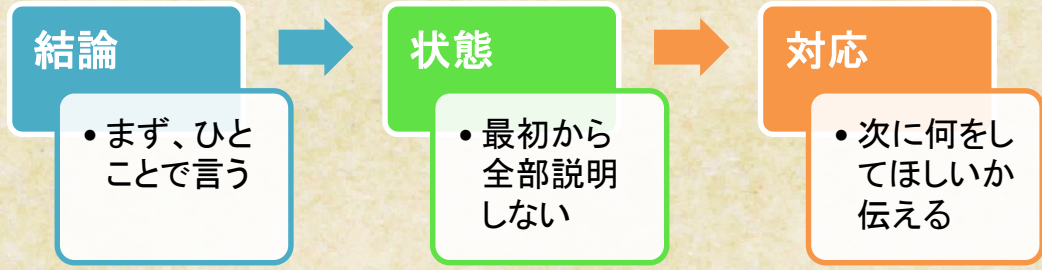 結論
• まず、ひと
ことで言う
状態
• 最初から
全部説明
しない
対応
• 次に何をし
てほしいか
伝える